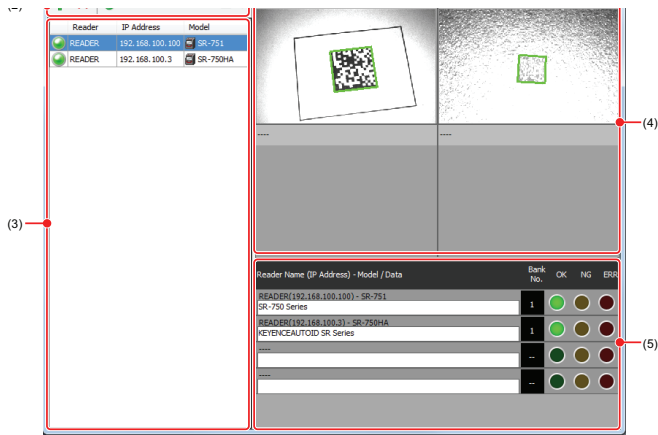 Reader IP Address Model
READER 192.168.100.100 SR-751
READER 192.168.100.3 SR-750HA
(3)
----
----
(4)
Reader Name (IP Address) - Model / Data Bank No. OK NG ERR
READER(192.168.100.100) - SR-751
SR-750 Series
1
READER(192.168.100.3) - SR-750HA
KEYENCEAUTOID SR Series
1
----
--
----
--
(5)